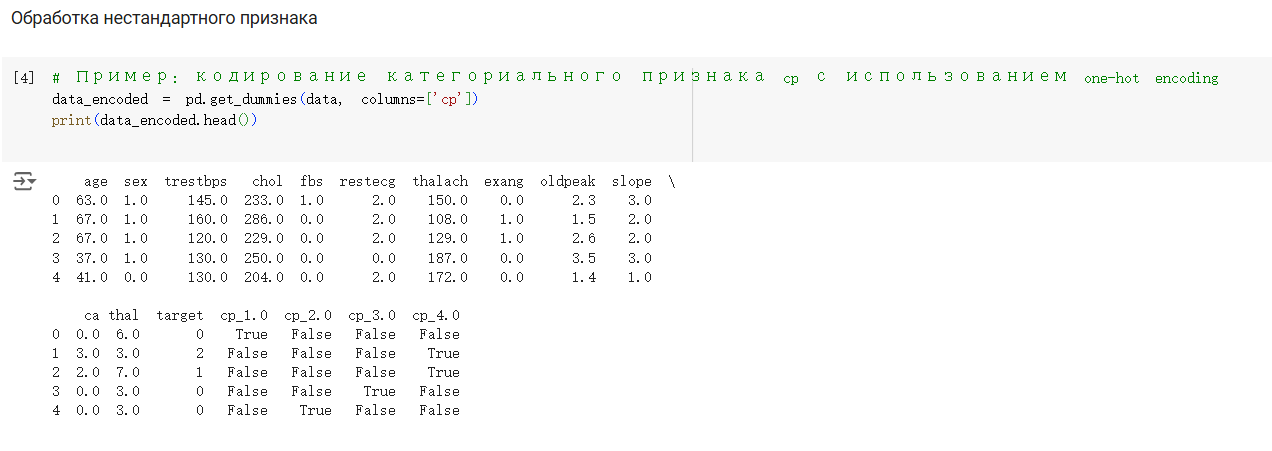 Обработка нестандартного признака
[4] # Пример: кодирование категориального признака cp с использованием one-hot encoding
data_encoded = pd.get_dummies(data, columns=['cp'])
print(data_encoded.head())
age sex trestbps chol fbs restecg thalach exang oldpeak slope \
0 63.0 1.0 145.0 233.0 1.0 2.0 150.0 0.0 2.3 3.0
1 67.0 1.0 160.0 286.0 0.0 2.0 108.0 1.0 1.5 2.0
2 67.0 1.0 120.0 229.0 0.0 2.0 129.0 1.0 2.6 2.0
3 37.0 1.0 130.0 250.0 0.0 0.0 187.0 0.0 3.5 3.0
4 41.0 0.0 130.0 204.0 0.0 2.0 172.0 0.0 1.4 1.0
ca thal target cp_1.0 cp_2.0 cp_3.0 cp_4.0
0 0.0 6.0 0 True False False False
1 3.0 3.0 2 False False False True
2 2.0 7.0 1 False False False True
3 0.0 3.0 0 False False True False
4 0.0 3.0 0 False True False False